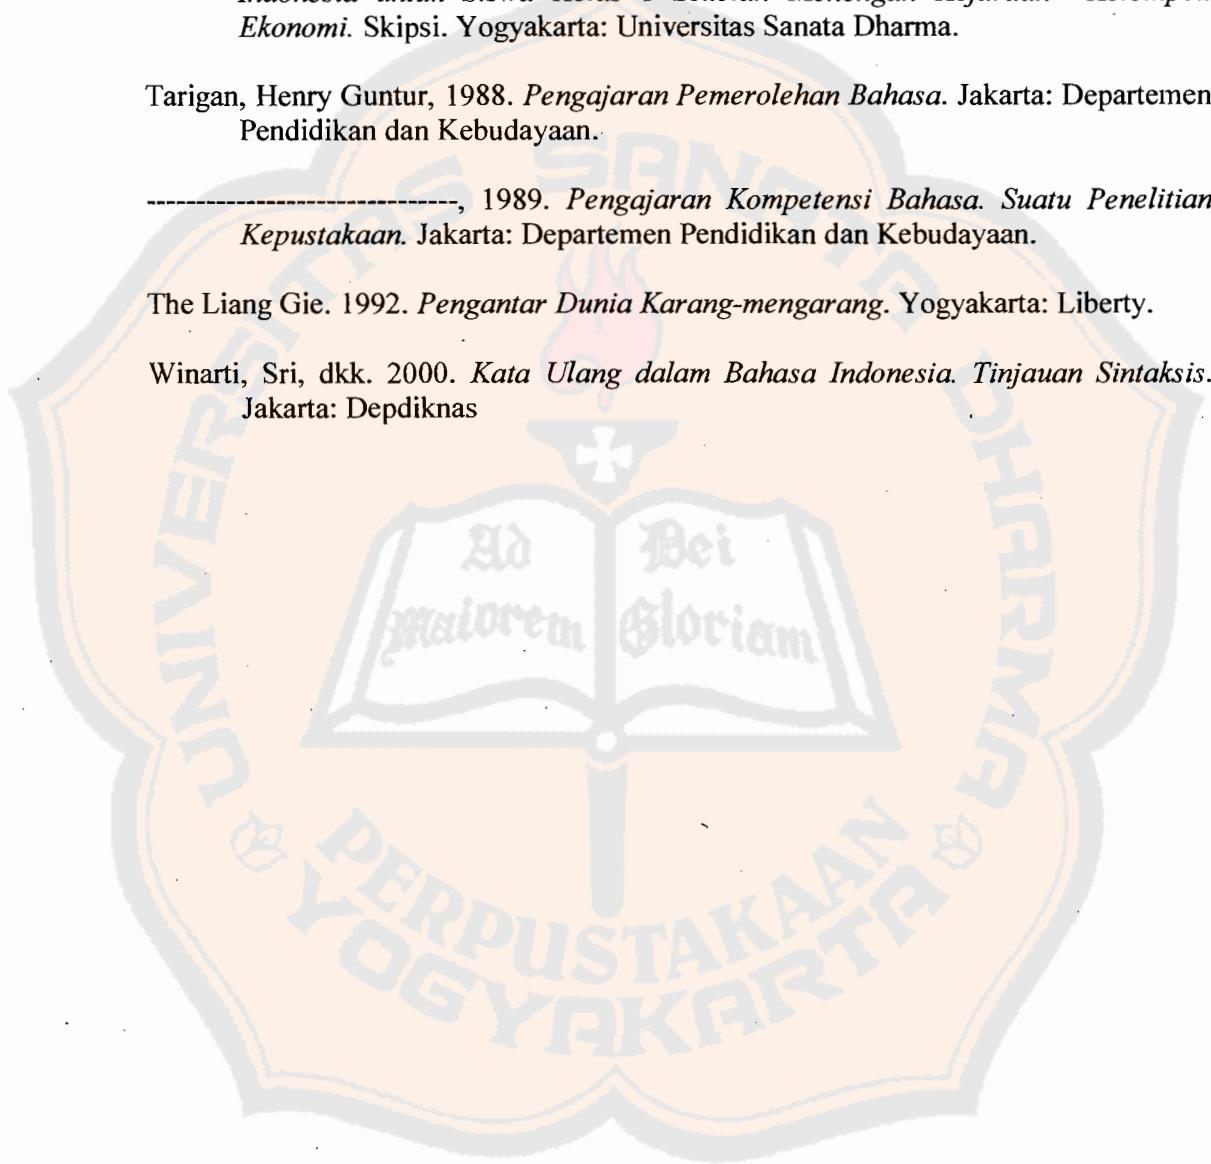 Ekonomi. Skipsi. Yogyakarta: Universitas Sanata Dharma.
Tarigan, Henry Guntur, 1988. Pengajaran Pemerolehan Bahasa. Jakarta: Departemen
Pendidikan dan Kebudayaan.
--------------------------------, 1989. Pengajaran Kompetensi Bahasa. Suatu Penelitian
Kepustakaan. Jakarta: Departemen Pendidikan dan Kebudayaan.
The Liang Gie. 1992. Pengantar Dunia Karang-mengarang. Yogyakarta: Liberty.
Winarti, Sri, dkk. 2000. Kata Ulang dalam Bahasa Indonesia. Tinjauan Sintaksis.
Jakarta: Depdiknas
UNIVERSITAS SANATA DHARMA
Ad Dei
Maiorem Gloriam
PERPUSTAKAAN
YOGYAKARTA